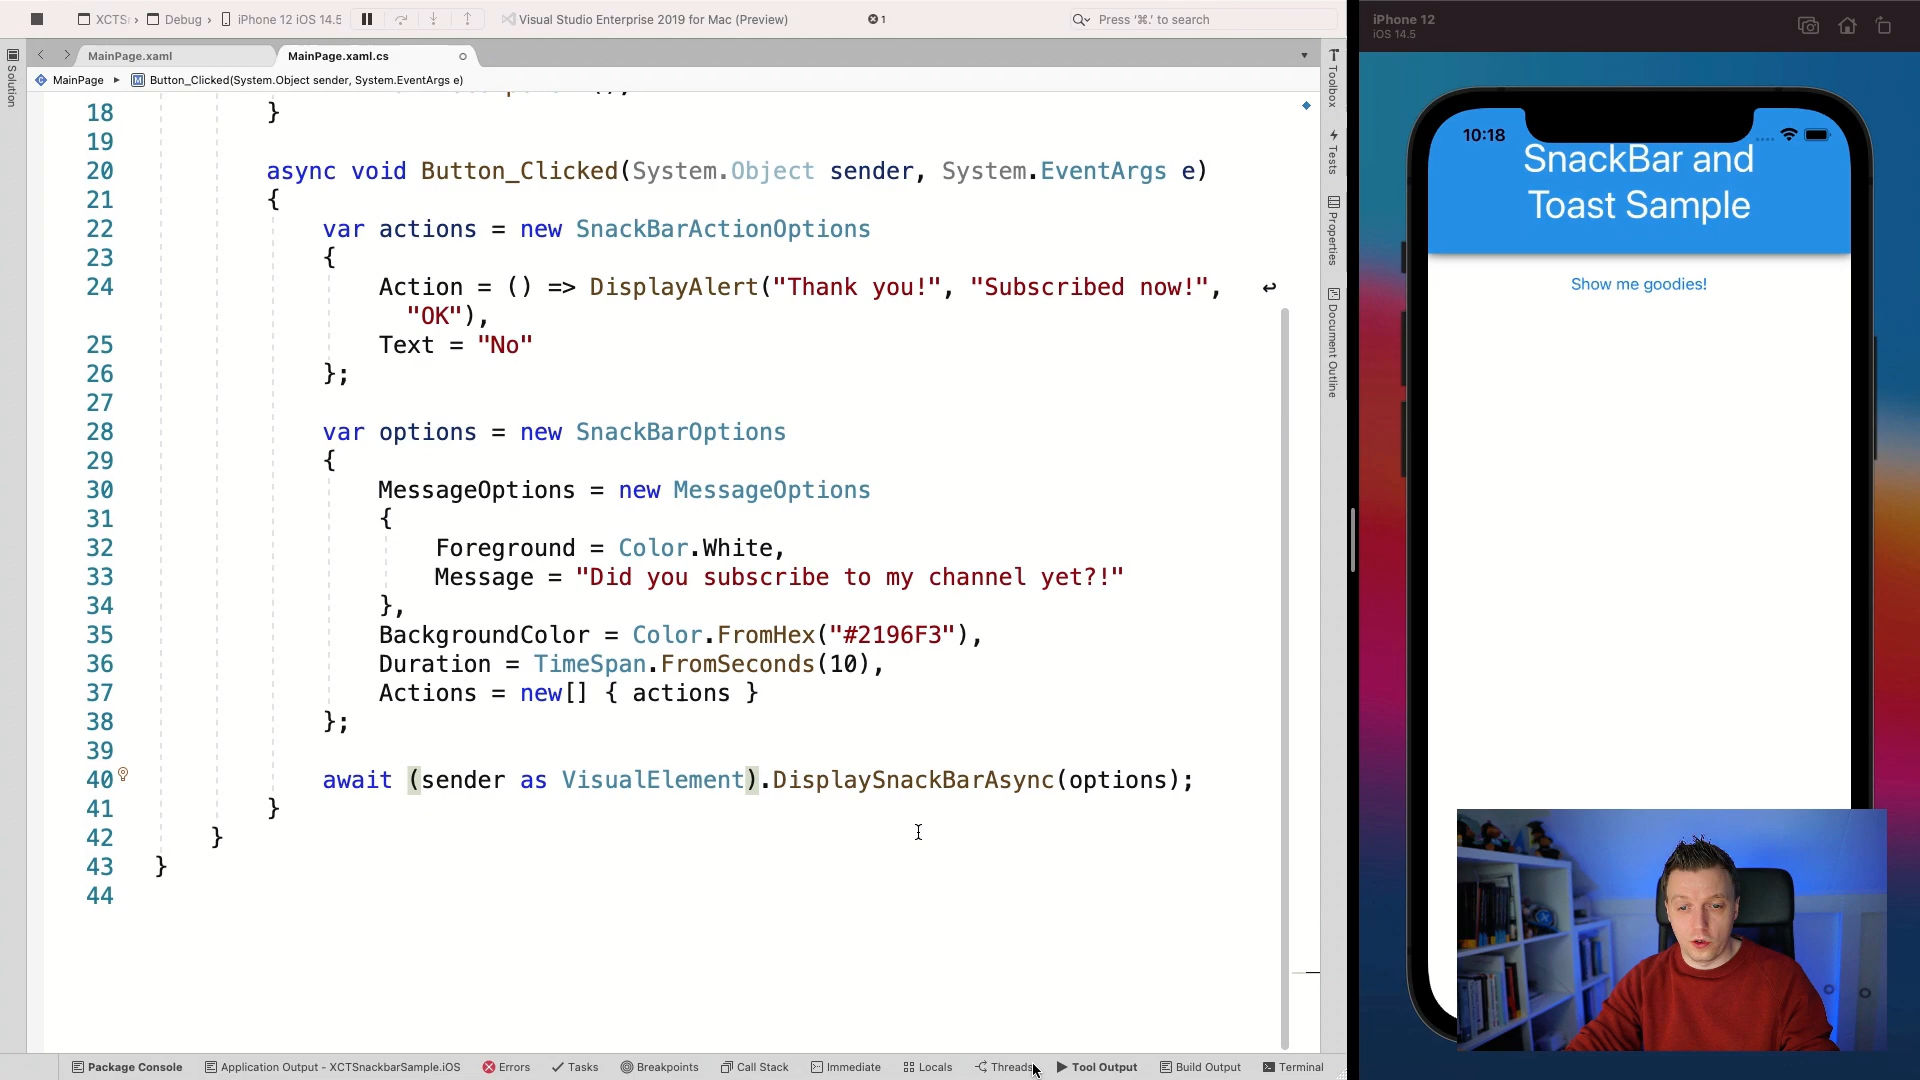 XCTS
Debug
iPhone 12 iOS 14.5
Visual Studio Enterprise 2019 for Mac (Preview)
1
Press '⌘.' to search
iPhone 12
iOS 14.5
MainPage.xaml
MainPage.xaml.cs
Solution
MainPage
Button_Clicked(System.Object sender, System.EventArgs e)
Toolbox
Tests
Properties
Document Outline
18 }
19
20 async void Button_Clicked(System.Object sender, System.EventArgs e)
21 {
22 var actions = new SnackBarActionOptions
23 {
24 Action = () => DisplayAlert("Thank you!", "Subscribed now!",
"OK"),
25 Text = "No"
26 };
27
28 var options = new SnackBarOptions
29 {
30 MessageOptions = new MessageOptions
31 {
32 Foreground = Color.White,
33 Message = "Did you subscribe to my channel yet?!"
34 },
35 BackgroundColor = Color.FromHex("#2196F3"),
36 Duration = TimeSpan.FromSeconds(10),
37 Actions = new[] { actions }
38 };
39
40 await (sender as VisualElement).DisplaySnackBarAsync(options);
41 }
42 }
43 }
44
10:18
SnackBar and
Toast Sample
Show me goodies!
Package Console
Application Output - XCTSnackbarSample.iOS
Errors
Tasks
Breakpoints
Call Stack
Immediate
Locals
Threads
Tool Output
Build Output
Terminal